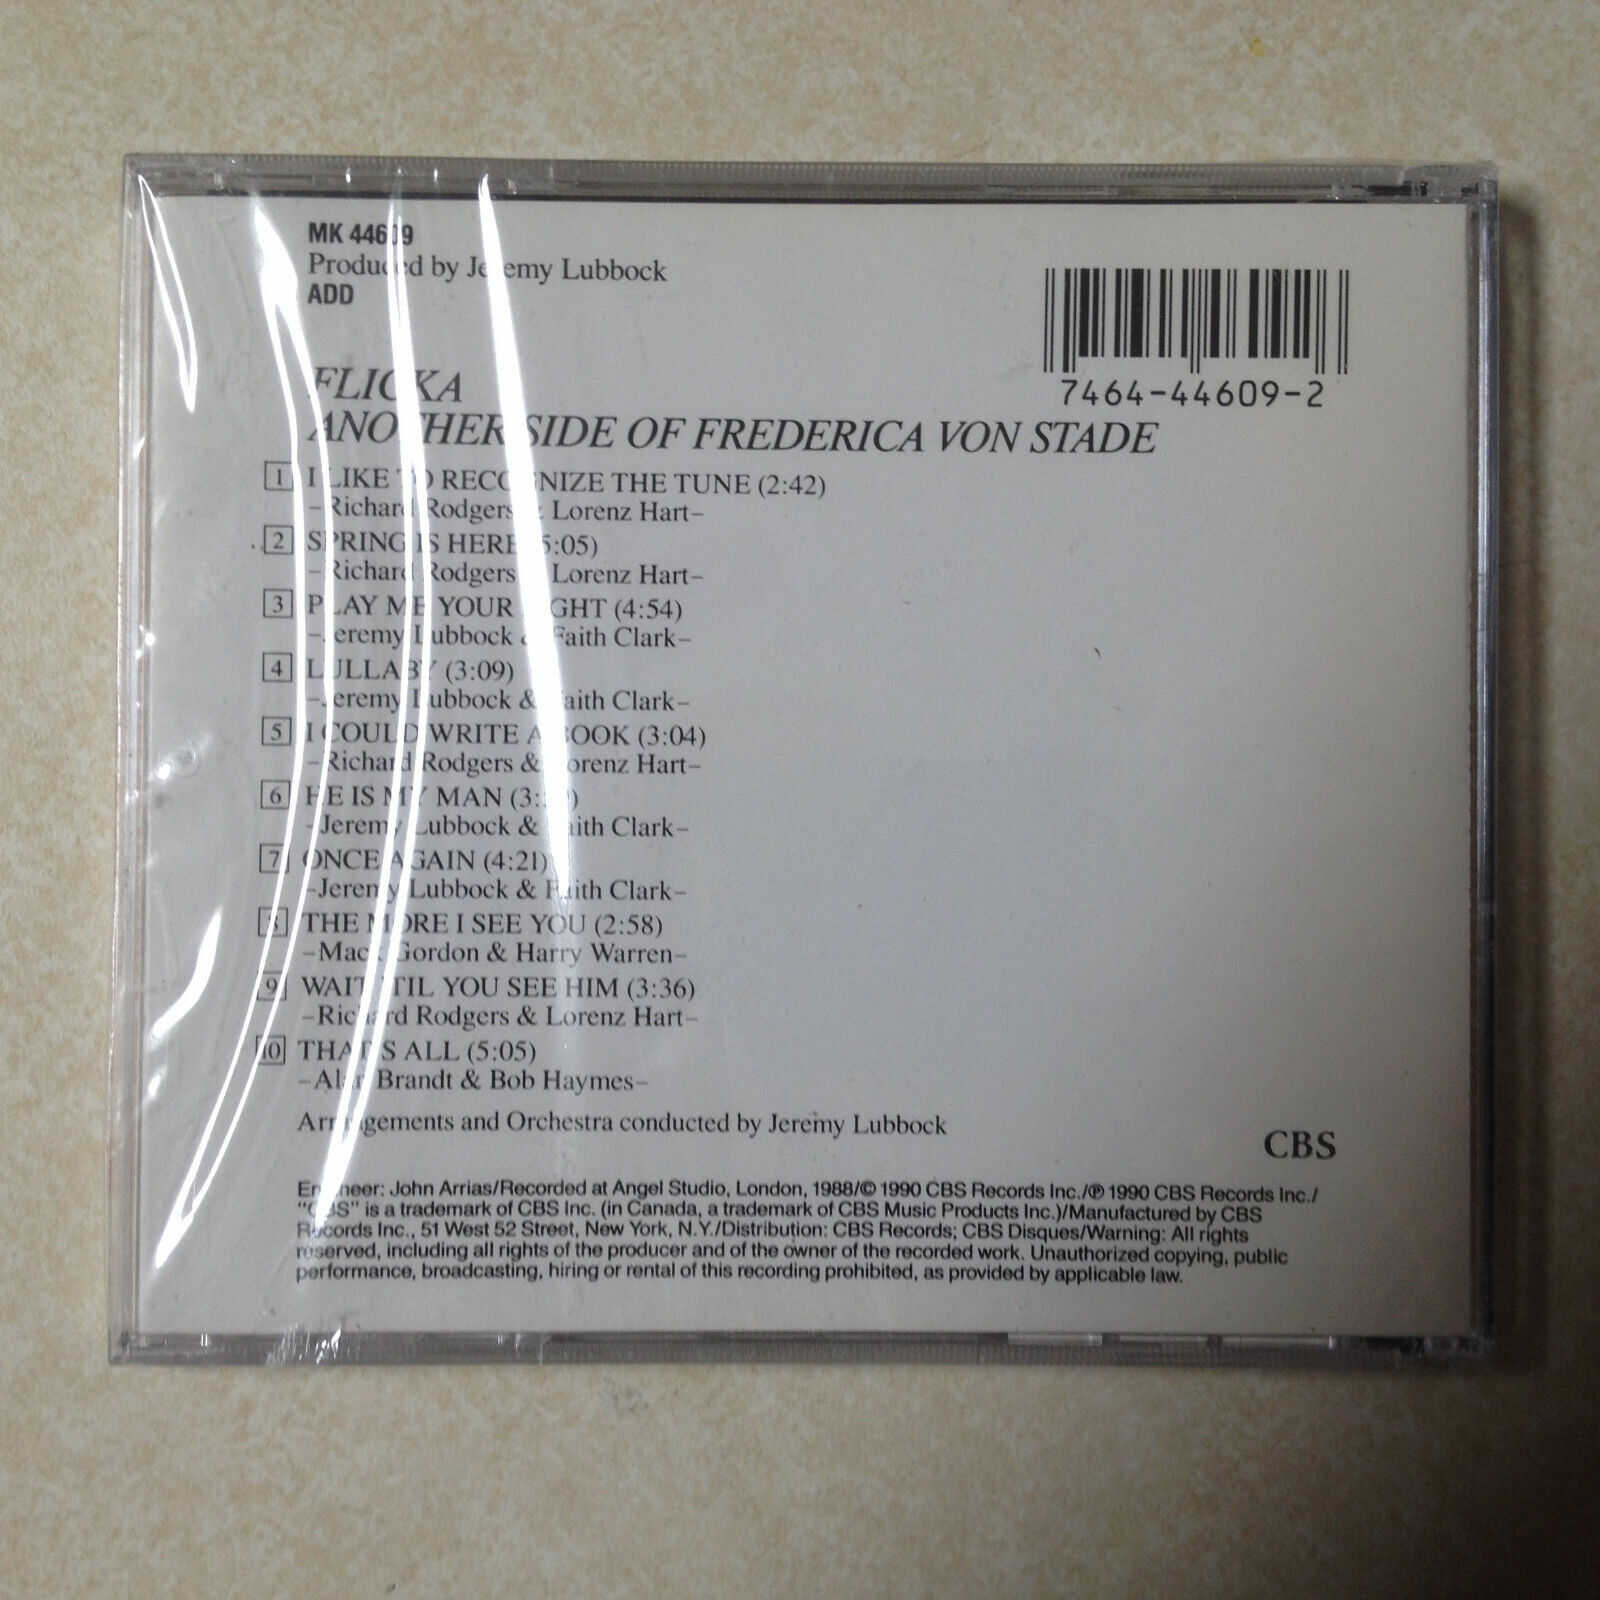 MK 44609
Produced by Jeremy Lubbock
ADD
7464-44609-2
FLICKA
ANOTHER SIDE OF FREDERICA VON STADE
1 I LIKE TO RECOGNIZE THE TUNE (2:42)
–Richard Rodgers & Lorenz Hart–
2 SPRING IS HERE (5:05)
–Richard Rodgers & Lorenz Hart–
3 PLAY ME YOUR (4:54)
–Jeremy Lubbock & Faith Clark–
4 LULLABY (3:09)
–Jeremy Lubbock & Faith Clark–
5 I COULD WRITE A BOOK (3:04)
–Richard Rodgers & Lorenz Hart–
6 HE IS MY MAN
–Jeremy Lubbock & Faith Clark–
7 ONCE AGAIN (4:21)
–Jeremy Lubbock & Faith Clark–
8 THE MORE I SEE YOU (2:58)
–Mack Gordon & Harry Warren–
9 WAIT 'TIL YOU SEE HIM (3:36)
–Richard Rodgers & Lorenz Hart–
10 THAT'S ALL (5:05)
–Alan Brandt & Bob Haymes–
Arrangements and Orchestra conducted by Jeremy Lubbock
CBS
Engineer: John Arrias/Recorded at Angel Studio, London, 1988/© 1990 CBS Records Inc./℗ 1990 CBS Records Inc./
"CBS" is a trademark of CBS Inc. (in Canada, a trademark of CBS Music Products Inc.)/Manufactured by CBS
Records Inc., 51 West 52 Street, New York, N.Y./Distribution: CBS Records; CBS Disques/Warning: All rights
reserved, including all rights of the producer and of the owner of the recorded work. Unauthorized copying, public
performance, broadcasting, hiring or rental of this recording prohibited, as provided by applicable law.